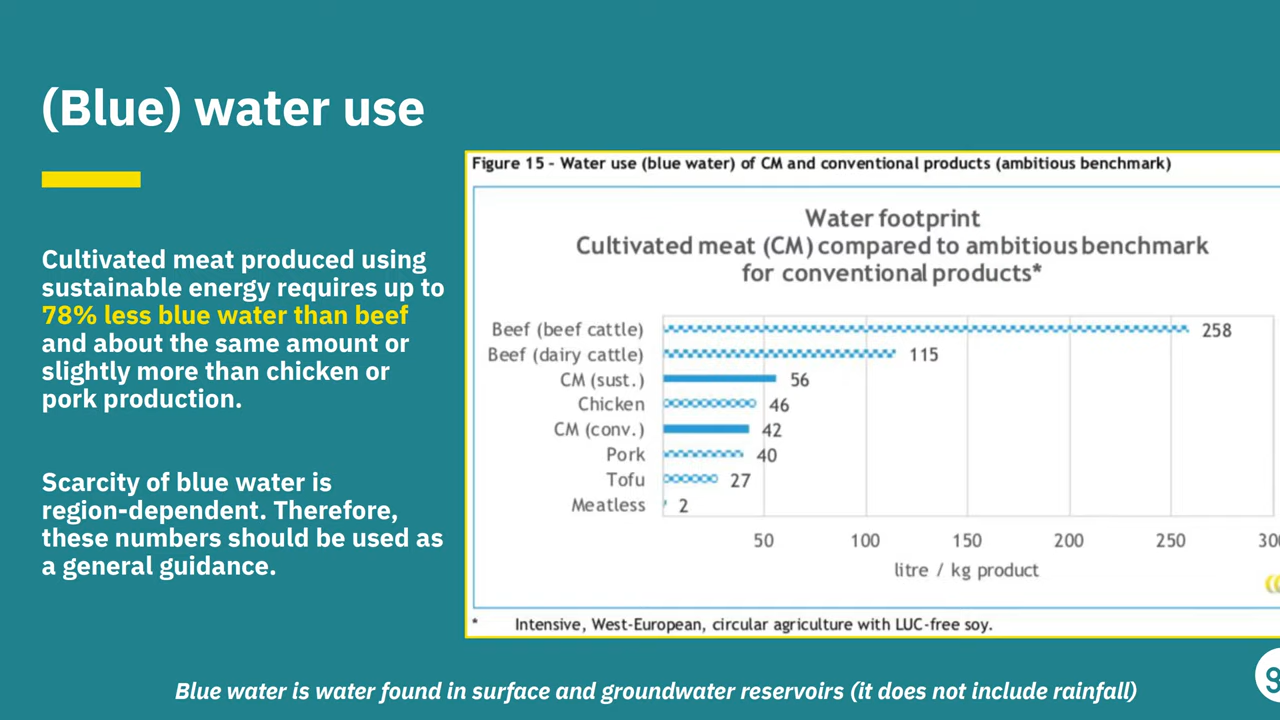 (Blue) water use
Cultivated meat produced using
sustainable energy requires up to
78% less blue water than beef
and about the same amount or
slightly more than chicken or
pork production.
Scarcity of blue water is
region-dependent. Therefore,
these numbers should be used as
a general guidance.
Figure 15 - Water use (blue water) of CM and conventional products (ambitious benchmark)
Water footprint
Cultivated meat (CM) compared to ambitious benchmark
for conventional products*
Beef (beef cattle) 258
Beef (dairy cattle) 115
CM (sust.) 56
Chicken 46
CM (conv.) 42
Pork 40
Tofu 27
Meatless 2
50 100 150 200 250
litre / kg product
* Intensive, West-European, circular agriculture with LUC-free soy.
Blue water is water found in surface and groundwater reservoirs (it does not include rainfall)